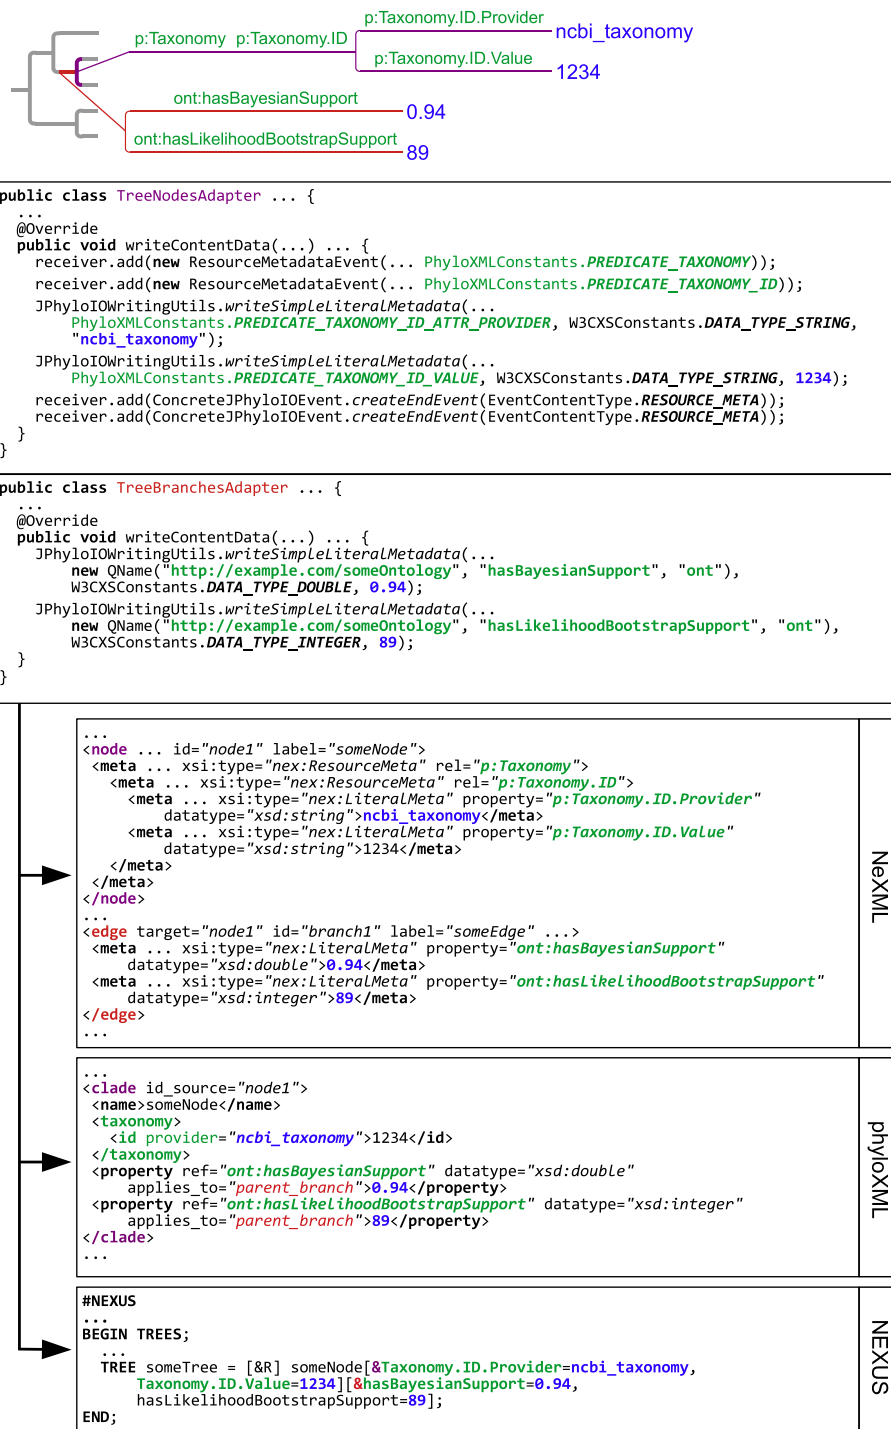 p:Taxonomy p:Taxonomy.ID
p:Taxonomy.ID.Provider
ncbi_taxonomy
p:Taxonomy.ID.Value
1234
ont:hasBayesianSupport
0.94
ont:hasLikelihoodBootstrapSupport
89
public class TreeNodesAdapter ... {
...
@Override
public void writeContentData(...) ... {
receiver.add(new ResourceMetadataEvent(... PhyloXMLConstants.PREDICATE_TAXONOMY));
receiver.add(new ResourceMetadataEvent(... PhyloXMLConstants.PREDICATE_TAXONOMY_ID));
JPhyloIOWritingUtils.writeSimpleLiteralMetadata(...
PhyloXMLConstants.PREDICATE_TAXONOMY_ID_ATTR_PROVIDER, W3CXSConstants.DATA_TYPE_STRING,
"ncbi_taxonomy");
JPhyloIOWritingUtils.writeSimpleLiteralMetadata(...
PhyloXMLConstants.PREDICATE_TAXONOMY_ID_VALUE, W3CXSConstants.DATA_TYPE_STRING, 1234);
receiver.add(ConcreteJPhyloIOEvent.createEndEvent(EventContentType.RESOURCE_META));
receiver.add(ConcreteJPhyloIOEvent.createEndEvent(EventContentType.RESOURCE_META));
}
}
public class TreeBranchesAdapter ... {
...
@Override
public void writeContentData(...) ... {
JPhyloIOWritingUtils.writeSimpleLiteralMetadata(...
new QName("http://example.com/someOntology", "hasBayesianSupport", "ont"),
W3CXSConstants.DATA_TYPE_DOUBLE, 0.94);
JPhyloIOWritingUtils.writeSimpleLiteralMetadata(...
new QName("http://example.com/someOntology", "hasLikelihoodBootstrapSupport", "ont"),
W3CXSConstants.DATA_TYPE_INTEGER, 89);
}
}
...
<node ... id="node1" label="someNode">
<meta ... xsi:type="nex:ResourceMeta" rel="p:Taxonomy">
<meta ... xsi:type="nex:ResourceMeta" rel="p:Taxonomy.ID">
<meta ... xsi:type="nex:LiteralMeta" property="p:Taxonomy.ID.Provider"
datatype="xsd:string">ncbi_taxonomy</meta>
<meta ... xsi:type="nex:LiteralMeta" property="p:Taxonomy.ID.Value"
datatype="xsd:string">1234</meta>
</meta>
</meta>
</node>
...
<edge target="node1" id="branch1" label="someEdge" ...>
<meta ... xsi:type="nex:LiteralMeta" property="ont:hasBayesianSupport"
datatype="xsd:double">0.94</meta>
<meta ... xsi:type="nex:LiteralMeta" property="ont:hasLikelihoodBootstrapSupport"
datatype="xsd:integer">89</meta>
</edge>
...
NeXML
...
<clade id_source="node1">
<name>someNode</name>
<taxonomy>
<id provider="ncbi_taxonomy">1234</id>
</taxonomy>
<property ref="ont:hasBayesianSupport" datatype="xsd:double"
applies_to="parent_branch">0.94</property>
<property ref="ont:hasLikelihoodBootstrapSupport" datatype="xsd:integer"
applies_to="parent_branch">89</property>
</clade>
...
phyloXML
#NEXUS
...
BEGIN TREES;
...
TREE someTree = [&R] someNode[&Taxonomy.ID.Provider=ncbi_taxonomy,
Taxonomy.ID.Value=1234][&hasBayesianSupport=0.94,
hasLikelihoodBootstrapSupport=89];
END;
NEXUS